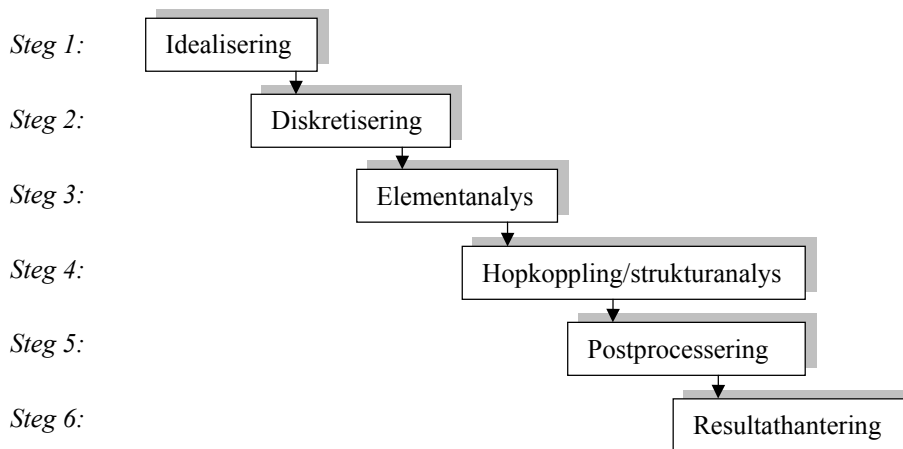 Steg 1: Idealisering
Steg 2: Diskretisering
Steg 3: Elementanalys
Steg 4: Hopkoppling/strukturanalys
Steg 5: Postprocessering
Steg 6: Resultathantering